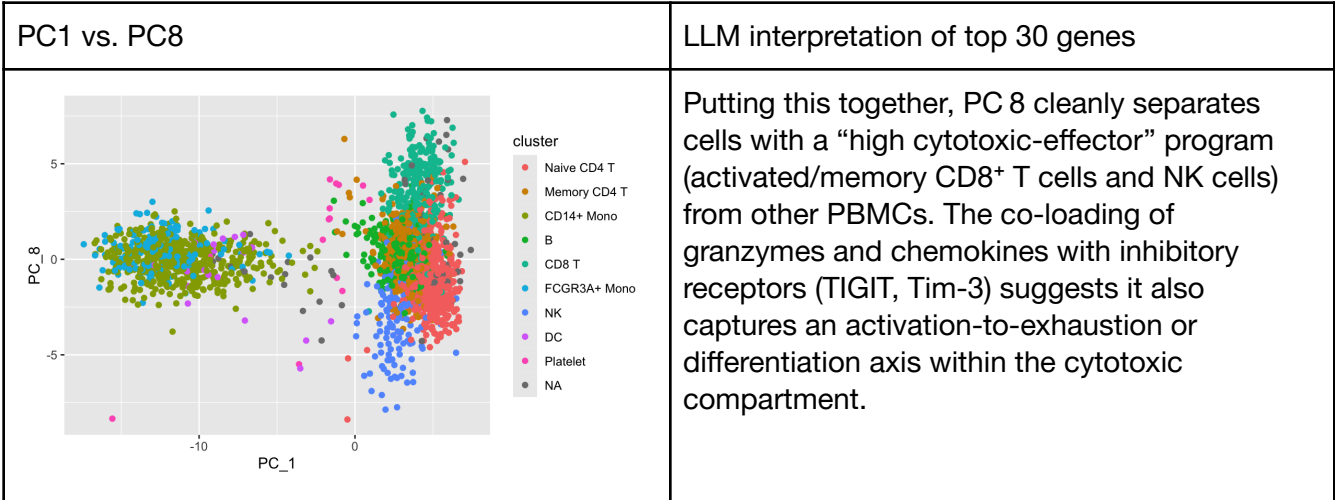 PC1 vs. PC8
LLM interpretation of top 30 genes
5
0
-5
PC_8
-10
0
PC_1
cluster
Naive CD4 T
Memory CD4 T
CD14+ Mono
B
CD8 T
FCGR3A+ Mono
NK
DC
Platelet
NA
Putting this together, PC 8 cleanly separates
cells with a “high cytotoxic-effector” program
(activated/memory CD8⁺ T cells and NK cells)
from other PBMCs. The co-loading of
granzymes and chemokines with inhibitory
receptors (TIGIT, Tim-3) suggests it also
captures an activation-to-exhaustion or
differentiation axis within the cytotoxic
compartment.